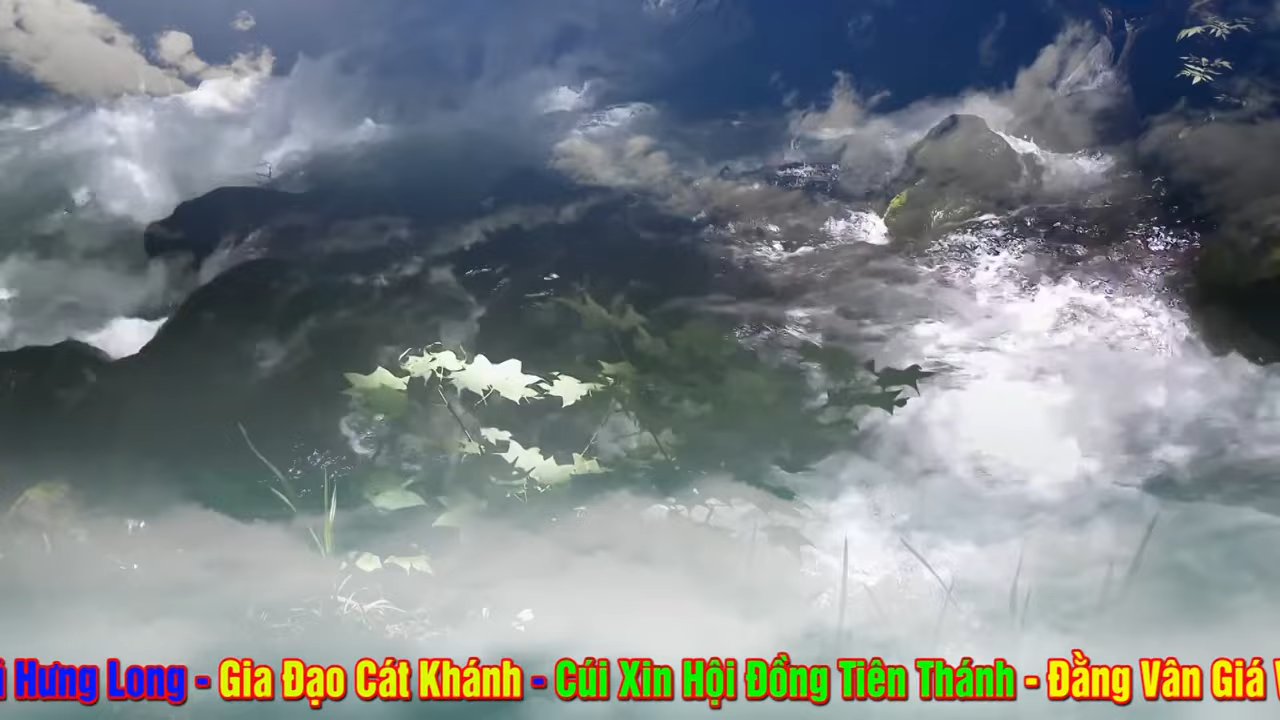 Hưng Long - Gia Đạo Cát Khánh - Cúi Xin Hội Đồng Tiên Thánh - Đằng Vân Giá